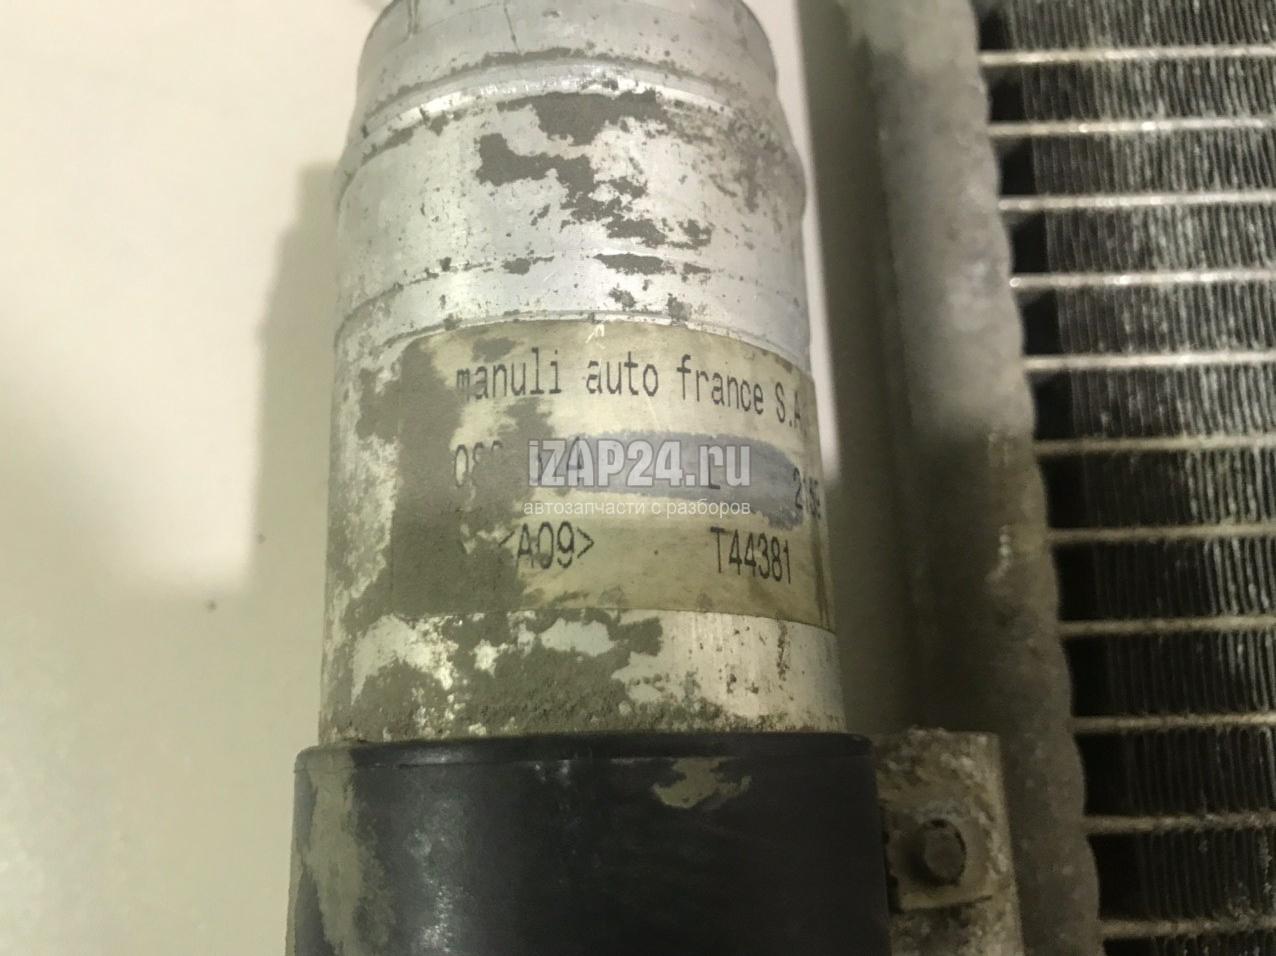 manuli auto france S.A
iZAP24.ru
автозапчасти с разборов
<A09> T44381